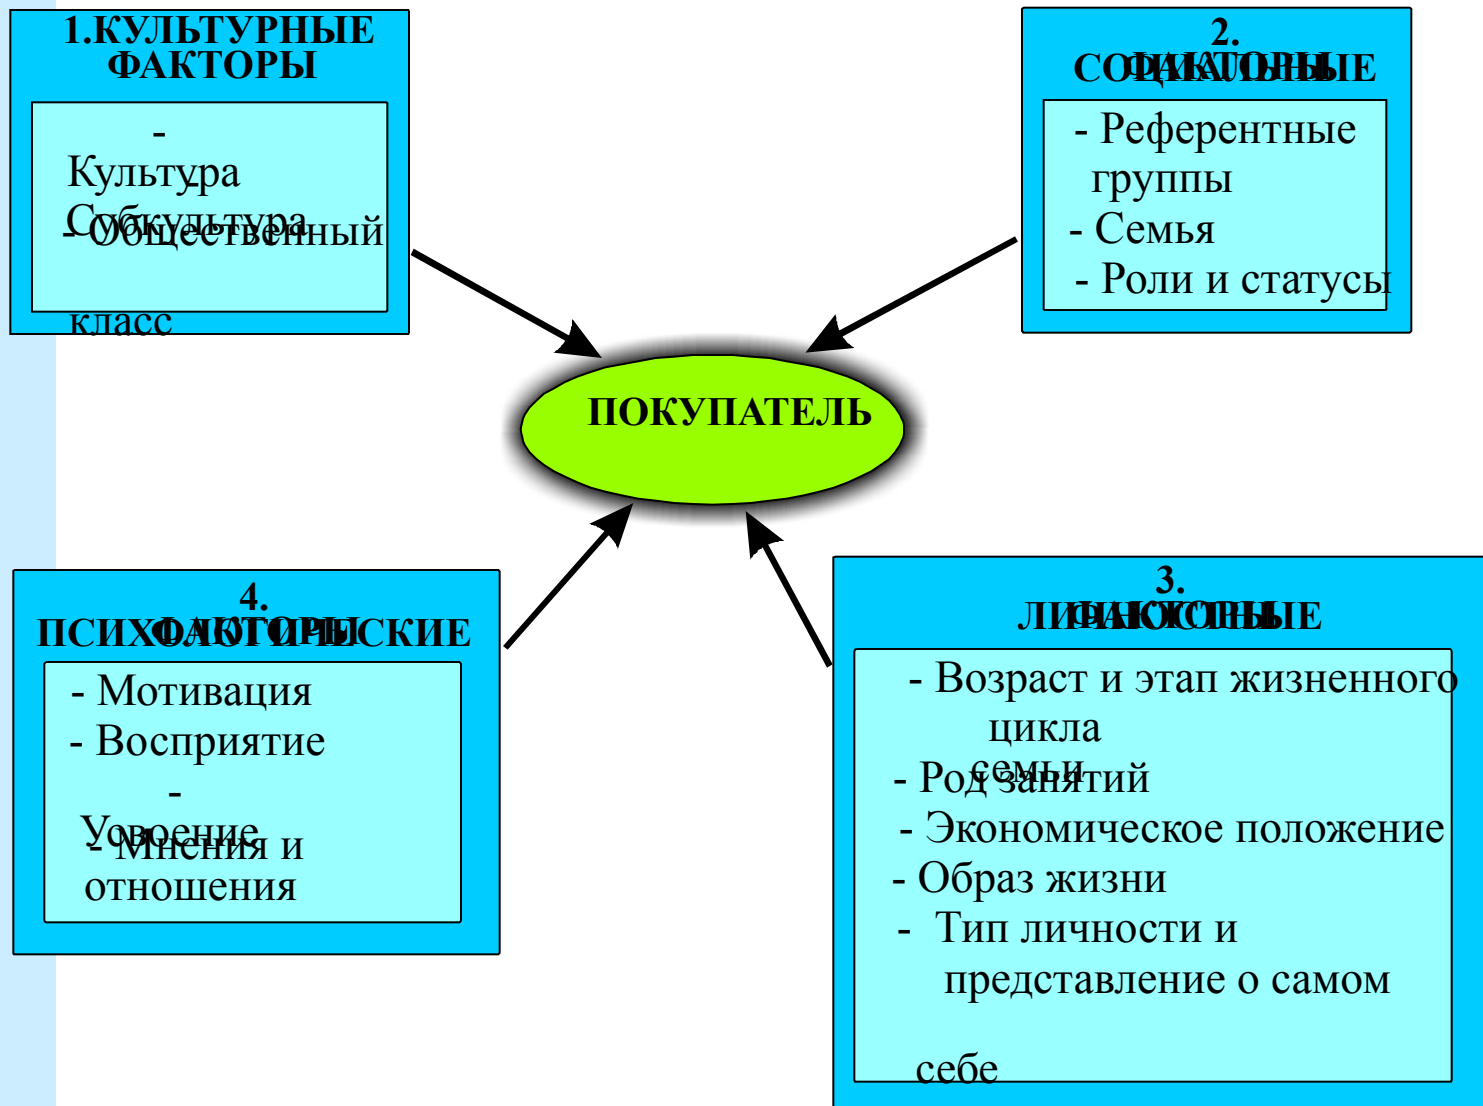 1.КУЛЬТУРНЫЕ
ФАКТОРЫ
-
Культура
-
Субкультура
- Общественный
класс
2.
СОЦИАЛЬНЫЕ
ФАКТОРЫ
- Референтные
группы
- Семья
- Роли и статусы
ПОКУПАТЕЛЬ
4.
ПСИХОЛОГИЧЕСКИЕ
ФАКТОРЫ
- Мотивация
- Восприятие
-
Усвоение
- Мнения и
отношения
3.
ЛИЧНОСТНЫЕ
ФАКТОРЫ
- Возраст и этап жизненного
цикла
семьи
- Род занятий
- Экономическое положение
- Образ жизни
- Тип личности и
представление о самом
себе